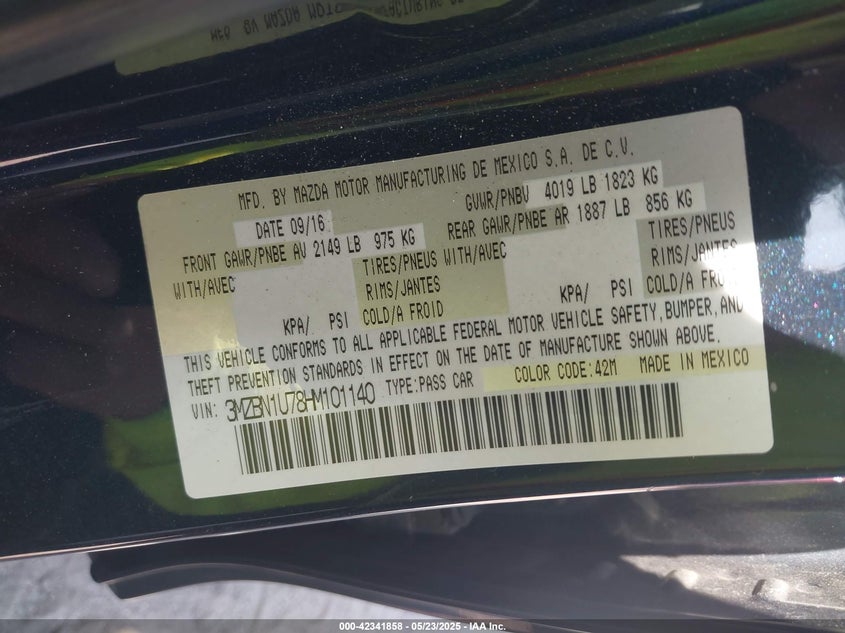 MFD. BY MAZDA MOTOR MANUFACTURING DE MEXICO S.A. DE C.V.
DATE 09/16 GVWR/PNBV 4019 LB 1823 KG
FRONT GAWR/PNBE AV 2149 LB 975 KG REAR GAWR/PNBE AR 1887 LB 856 KG
WITH/AVEC TIRES/PNEUS WITH/AVEC TIRES/PNEUS
RIMS/JANTES RIMS/JANTES
KPA/ PSI COLD/A FROID KPA/ PSI COLD/A FROID
THIS VEHICLE CONFORMS TO ALL APPLICABLE FEDERAL MOTOR VEHICLE SAFETY, BUMPER, AND
THEFT PREVENTION STANDARDS IN EFFECT ON THE DATE OF MANUFACTURE SHOWN ABOVE.
VIN: 3MZBN1U78HM101140 TYPE:PASS CAR COLOR CODE:42M MADE IN MEXICO
000-42341858 — 05/23/2025 — IAA Inc.